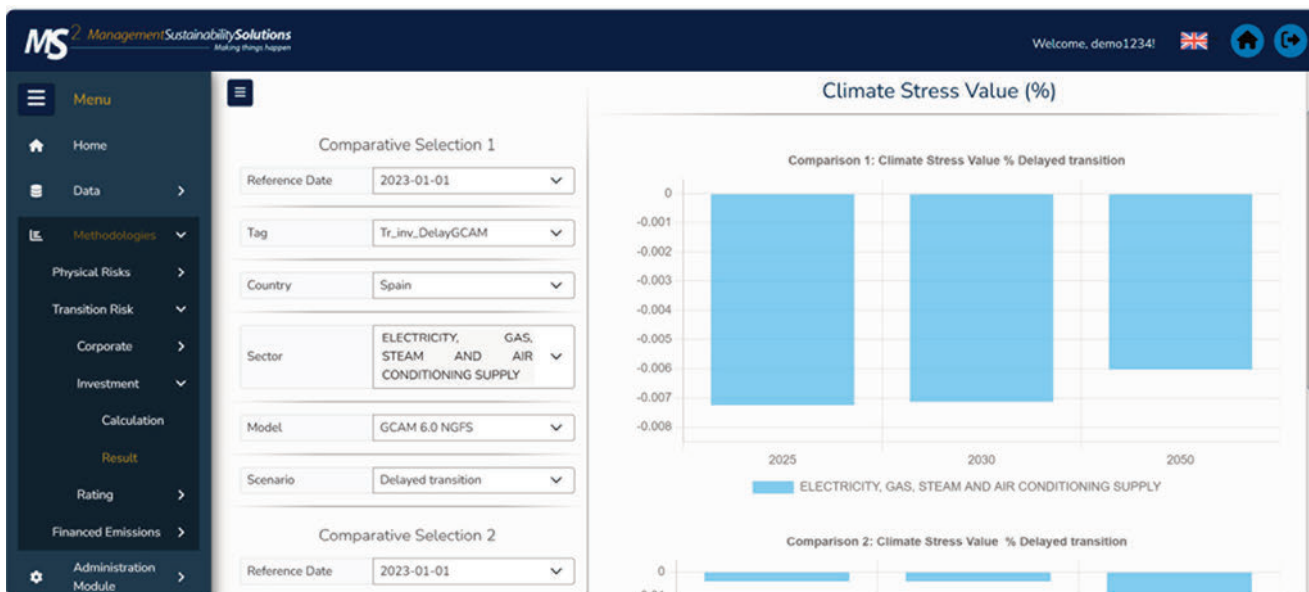 MS2 ManagementSustainabilitySolutions
Making things happen
Welcome, demo1234!
Menu
Home
Data
Methodologies
Physical Risks
Transition Risk
Corporate
Investment
Calculation
Result
Rating
Financed Emissions
Administration
Module
Comparative Selection 1
Reference Date 2023-01-01
Tag Tr_inv_DelayGCAM
Country Spain
Sector
ELECTRICITY, GAS,
STEAM AND AIR
CONDITIONING SUPPLY
Model GCAM 6.0 NGFS
Scenario Delayed transition
Comparative Selection 2
Reference Date 2023-01-01
Climate Stress Value (%)
Comparison 1: Climate Stress Value % Delayed transition
0
-0.001
-0.002
-0.003
-0.004
-0.005
-0.006
-0.007
-0.008
2025 2030 2050
ELECTRICITY, GAS, STEAM AND AIR CONDITIONING SUPPLY
Comparison 2: Climate Stress Value % Delayed transition
0